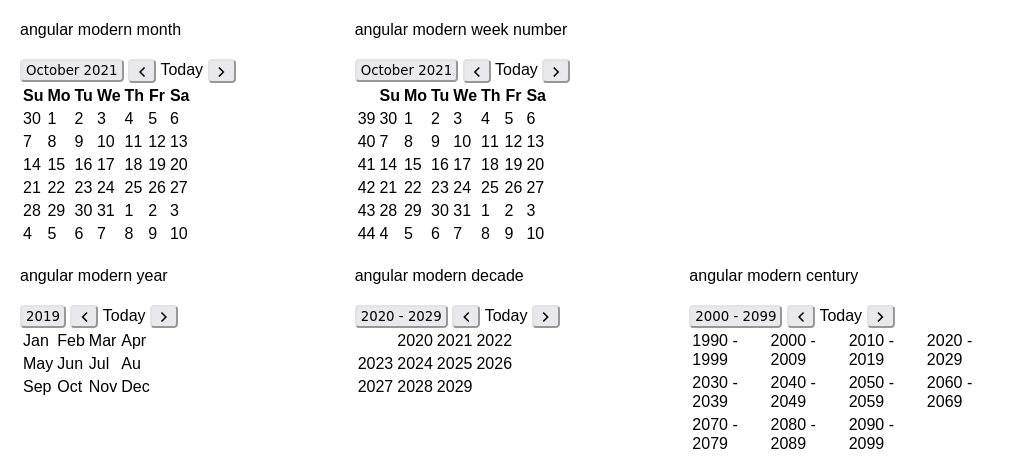 angular modern month
October 2021 < Today >
Su Mo Tu We Th Fr Sa
30 1 2 3 4 5 6
7 8 9 10 11 12 13
14 15 16 17 18 19 20
21 22 23 24 25 26 27
28 29 30 31 1 2 3
4 5 6 7 8 9 10
angular modern week number
October 2021 < Today >
Su Mo Tu We Th Fr Sa
39 30 1 2 3 4 5 6
40 7 8 9 10 11 12 13
41 14 15 16 17 18 19 20
42 21 22 23 24 25 26 27
43 28 29 30 31 1 2 3
44 4 5 6 7 8 9 10
angular modern year
2019 < Today >
Jan Feb Mar Apr
May Jun Jul Au
Sep Oct Nov Dec
angular modern decade
2020 - 2029 < Today >
2020 2021 2022
2023 2024 2025 2026
2027 2028 2029
angular modern century
2000 - 2099 < Today >
1990 - 2000 - 2010 - 2020 -
1999 2009 2019 2029
2030 - 2040 - 2050 - 2060 -
2039 2049 2059 2069
2070 - 2080 - 2090 -
2079 2089 2099